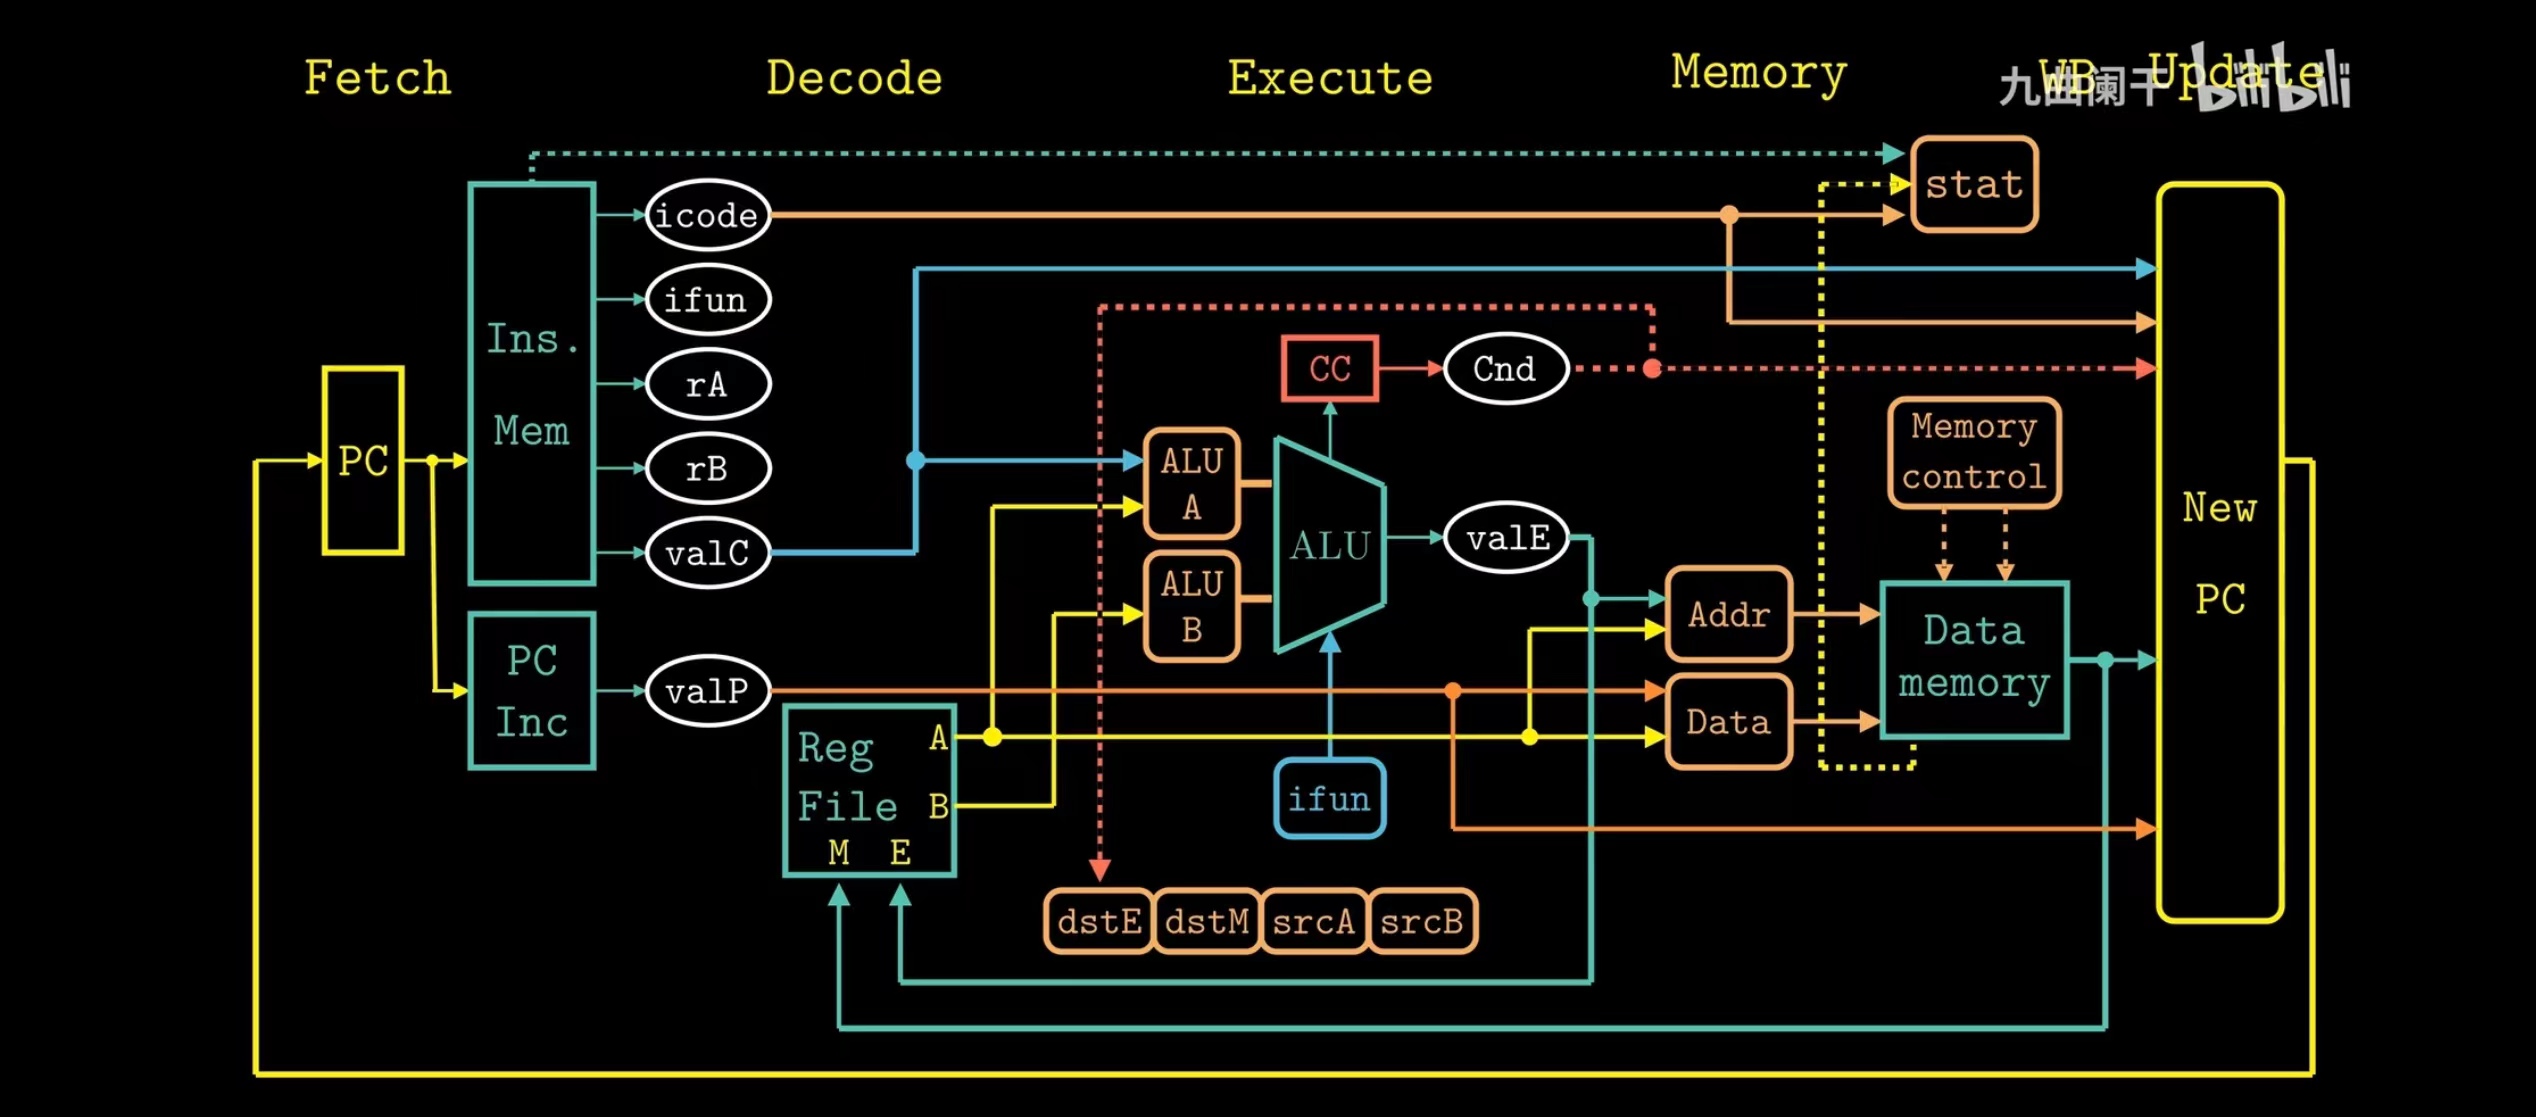 Fetch
Decode
Execute
Memory
WB
Update
九曲阑干
bilibili
stat
icode
ifun
rA
rB
valC
valP
Ins.
Mem
PC
PC
Inc
Reg
File
A
B
M E
CC
Cnd
ALU
A
ALU
B
ALU
valE
ifun
dstE
dstM
srcA
srcB
Addr
Data
Memory
control
Data
memory
New
PC